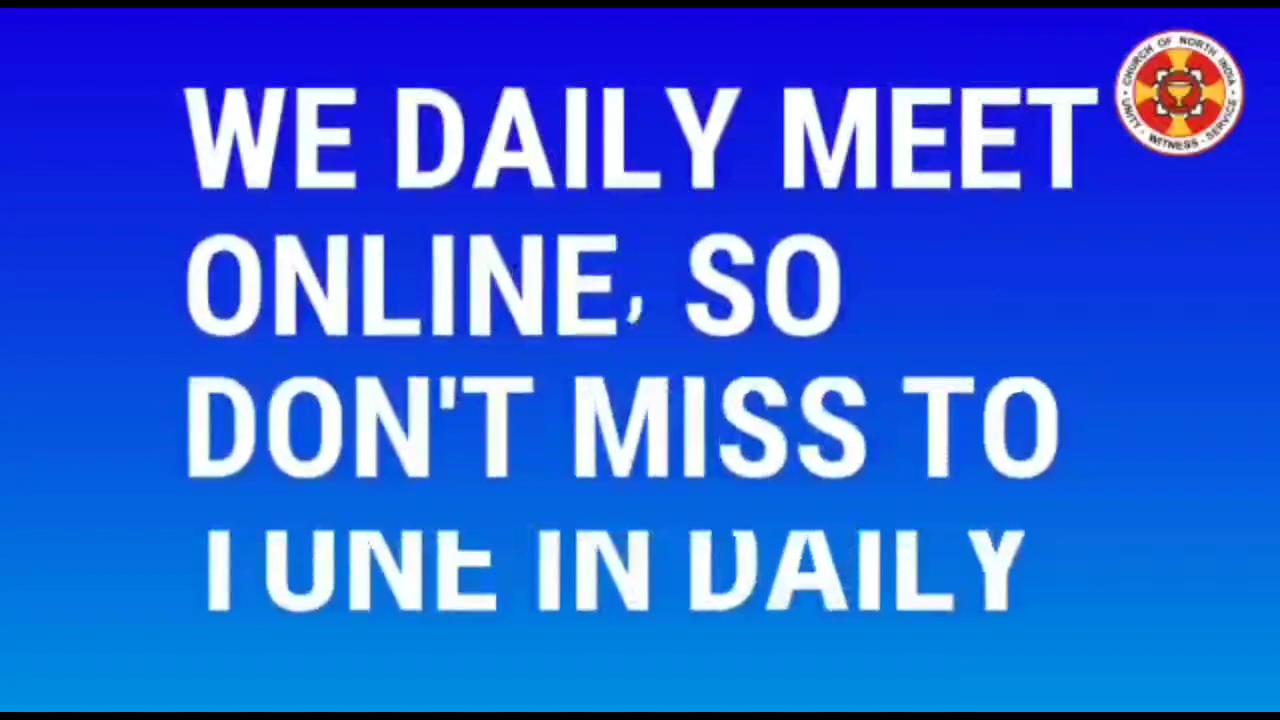 WE DAILY MEET
ONLINE, SO
DON'T MISS TO
TUNE IN DAILY
CHURCH OF NORTH INDIA
UNITY · WITNESS · SERVICE